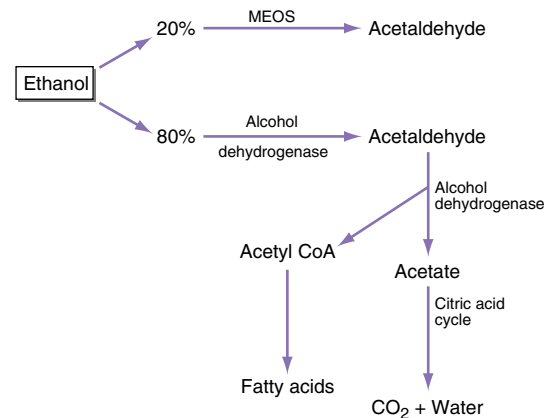 MEOS
20%
Acetaldehyde
Ethanol
80%
Alcohol
dehydrogenase
Acetaldehyde
Alcohol
dehydrogenase
Acetyl CoA
Acetate
Citric acid
cycle
Fatty acids
CO₂ + Water